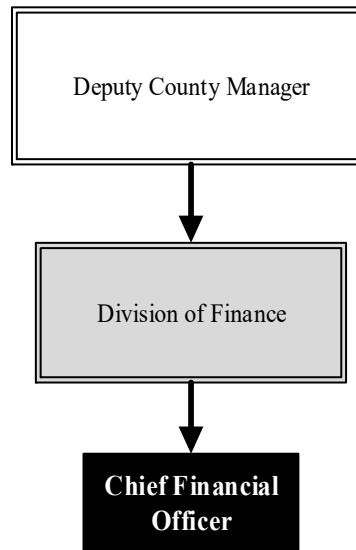 Deputy County Manager
Division of Finance
Chief Financial
Officer